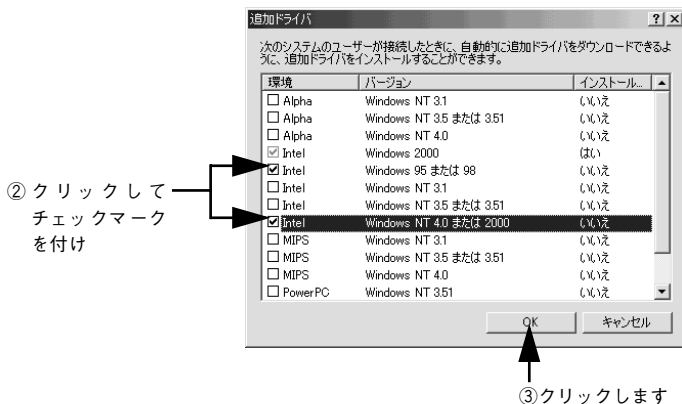 追加ドライバ
次のシステムのユーザーが接続したときに、自動的に追加ドライバをダウンロードできるよ
うに、追加ドライバをインストールすることができます。
環境 バージョン インストール...
Alpha Windows NT 3.1 いいえ
Alpha Windows NT 3.5 または 3.51 いいえ
Alpha Windows NT 4.0 いいえ
Intel Windows 2000 はい
Intel Windows 95 または 98 いいえ
Intel Windows NT 3.1 いいえ
Intel Windows NT 3.5 または 3.51 いいえ
Intel Windows NT 4.0 または 2000 いいえ
MIPS Windows NT 3.1 いいえ
MIPS Windows NT 3.5 または 3.51 いいえ
MIPS Windows NT 4.0 いいえ
PowerPC Windows NT 3.51 いいえ
OK キャンセル
②クリックして
チェックマーク
を付け
③クリックします